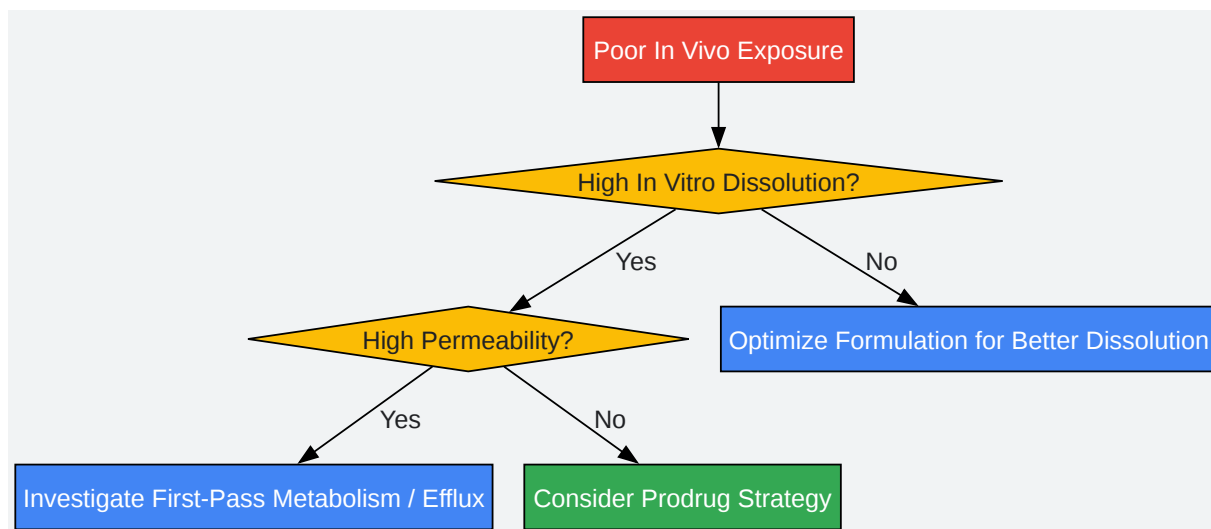 Poor In Vivo Exposure
High In Vitro Dissolution?
Yes
No
High Permeability?
Optimize Formulation for Better Dissolution
Yes
No
Investigate First-Pass Metabolism / Efflux
Consider Prodrug Strategy